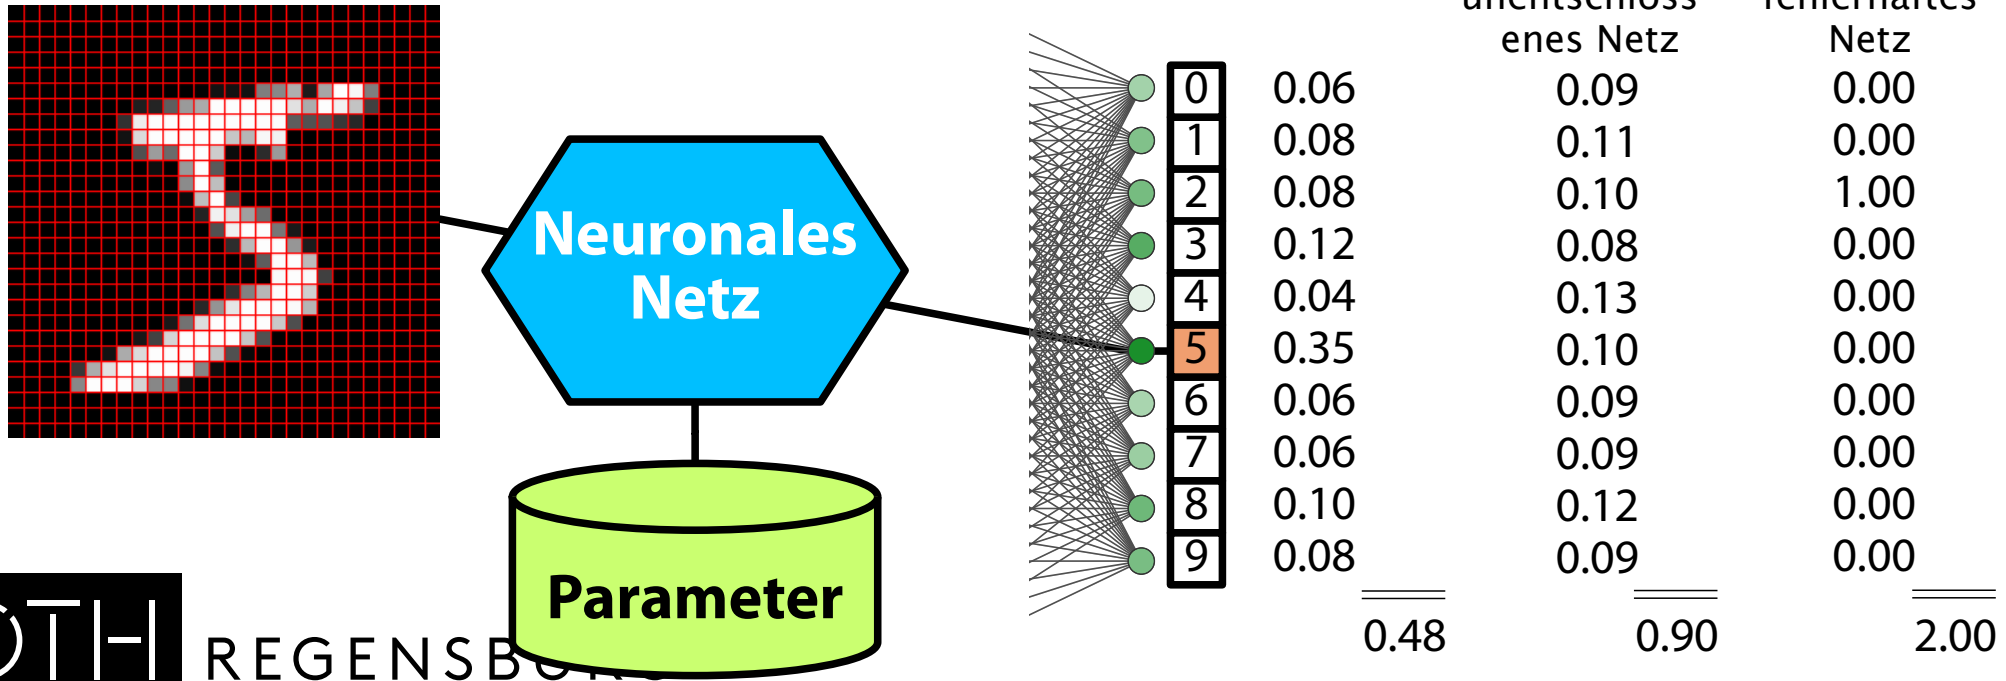 enes Netz
Netz
0 0.06 0.09 0.00
1 0.08 0.11 0.00
2 0.08 0.10 1.00
3 0.12 0.08 0.00
4 0.04 0.13 0.00
5 0.35 0.10 0.00
6 0.06 0.09 0.00
7 0.06 0.09 0.00
8 0.10 0.12 0.00
9 0.08 0.09 0.00
0.48 0.90 2.00
Neuronales
Netz
Parameter
OTH